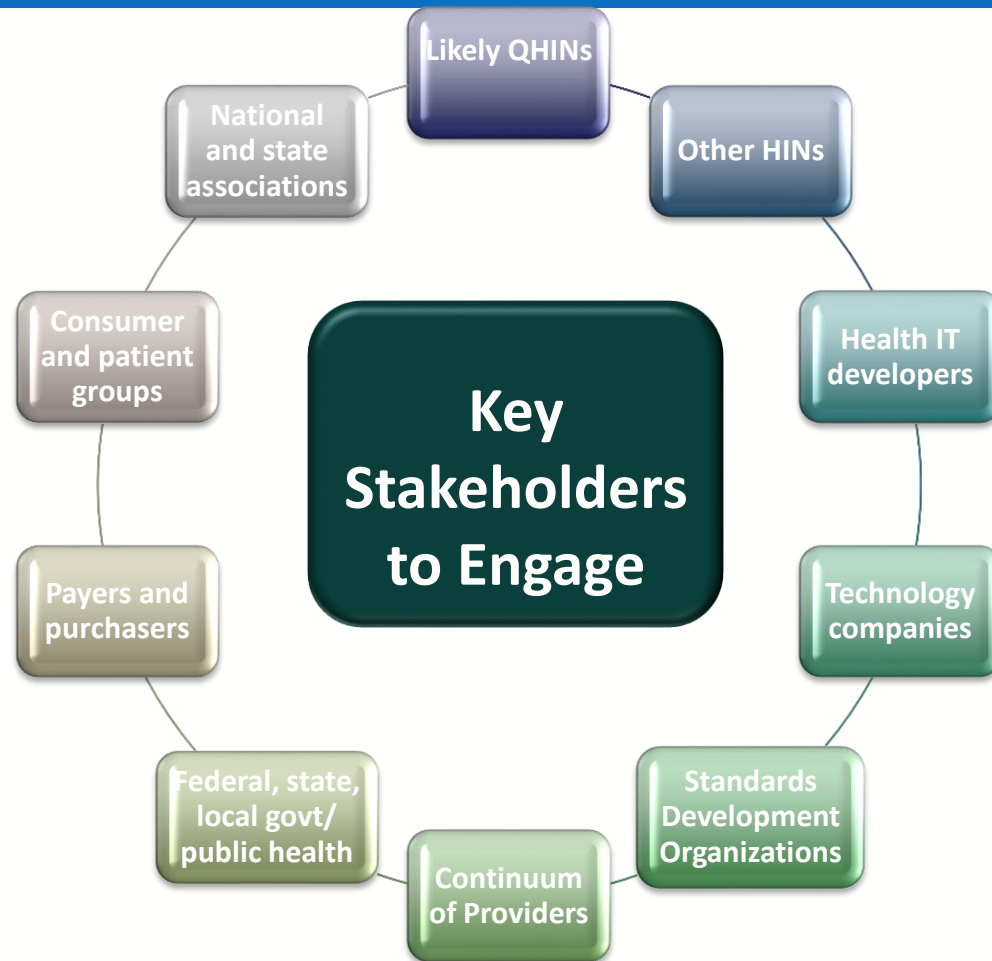 Likely QHINs
National
and state
associations
Other HINs
Consumer
and patient
groups
Health IT
developers
Key
Stakeholders
to Engage
Payers and
purchasers
Technology
companies
Federal, state,
local govt/
public health
Standards
Development
Organizations
Continuum
of Providers